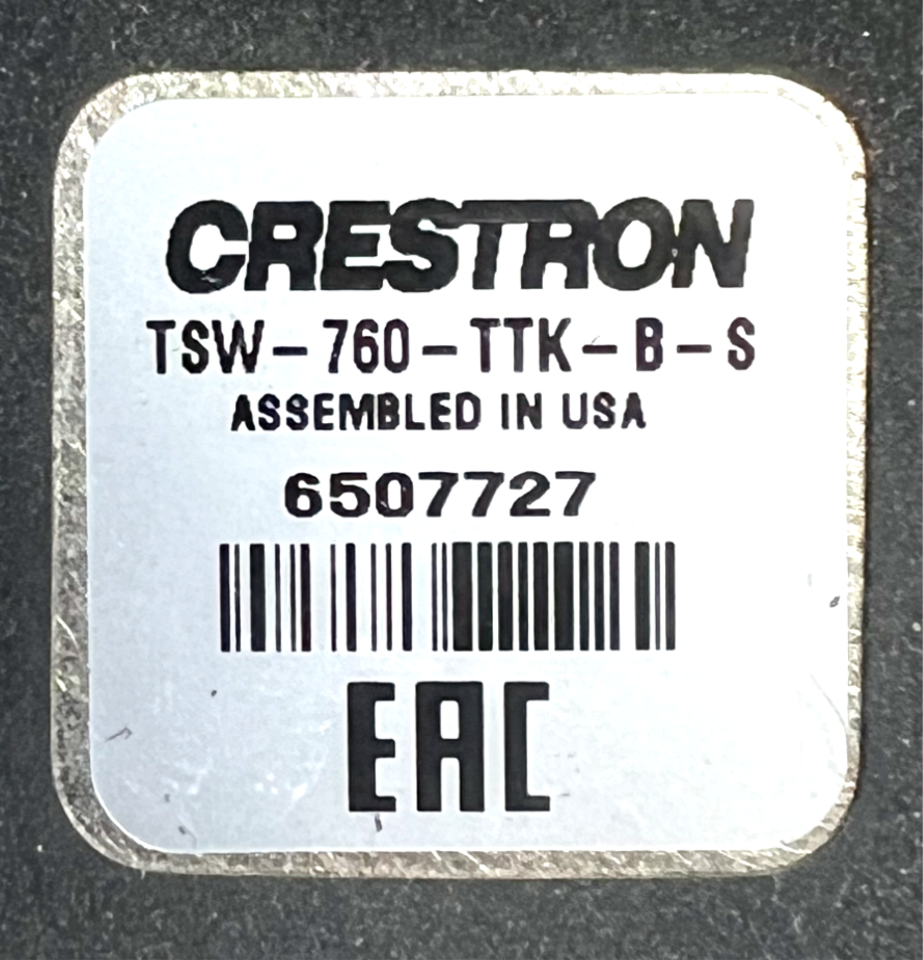 CRESTRON
TSW-760-TTK-B-S
ASSEMBLED IN USA
6507727
EAC